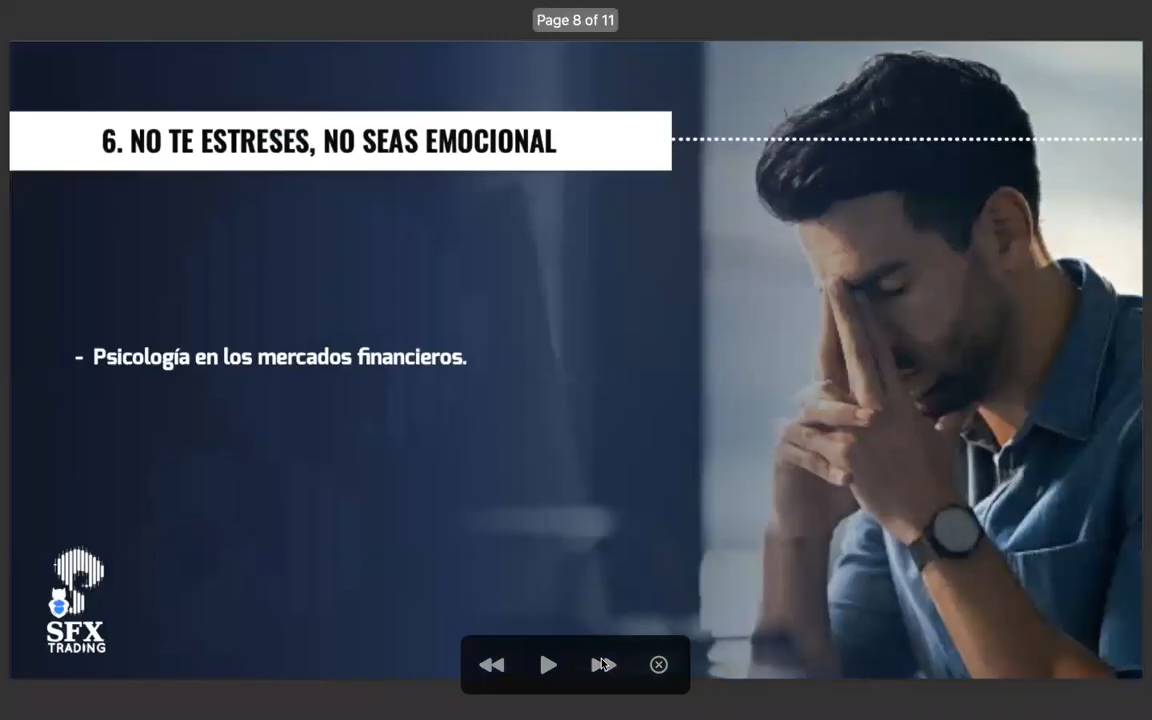 Page 8 of 11
6. NO TE ESTRESES, NO SEAS EMOCIONAL
- Psicología en los mercados financieros.
SFX
TRADING